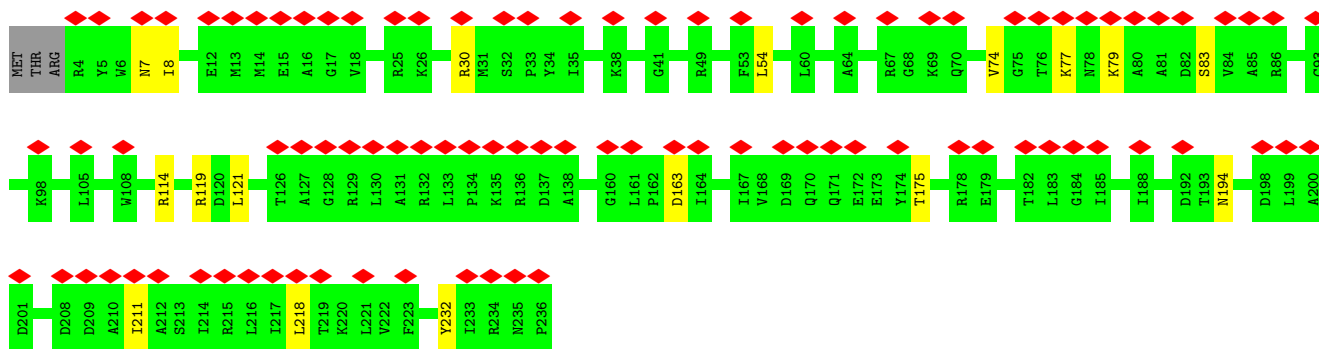 MET THR ARG R4 Y5 W6 N7 I8 E12 M13 M14 E15 A16 G17 V18 R25 K26 R30 M31 S32 P33 Y34 I35 K38 G41 R49 F53 L54 L60 A64 R67 G68 K69 Q70 V74 G75 T76 K77 N78 K79 A80 A81 D82 S83 V84 A85 R86 G93
K98 L105 W108 R114 R119 D120 L121 T126 A127 G128 R129 L130 A131 R132 L133 P134 K135 R136 D137 A138 G160 L161 P162 D163 I164 I167 V168 D169 Q170 Q171 E172 E173 Y174 T175 R178 E179 T182 L183 G184 I185 I188 D192 T193 N194 D198 L199 A200
D201 D208 D209 A210 I211 A212 S213 I214 R215 L216 I217 L218 T219 K220 L221 V222 F223 Y232 I233 R234 N235 P236